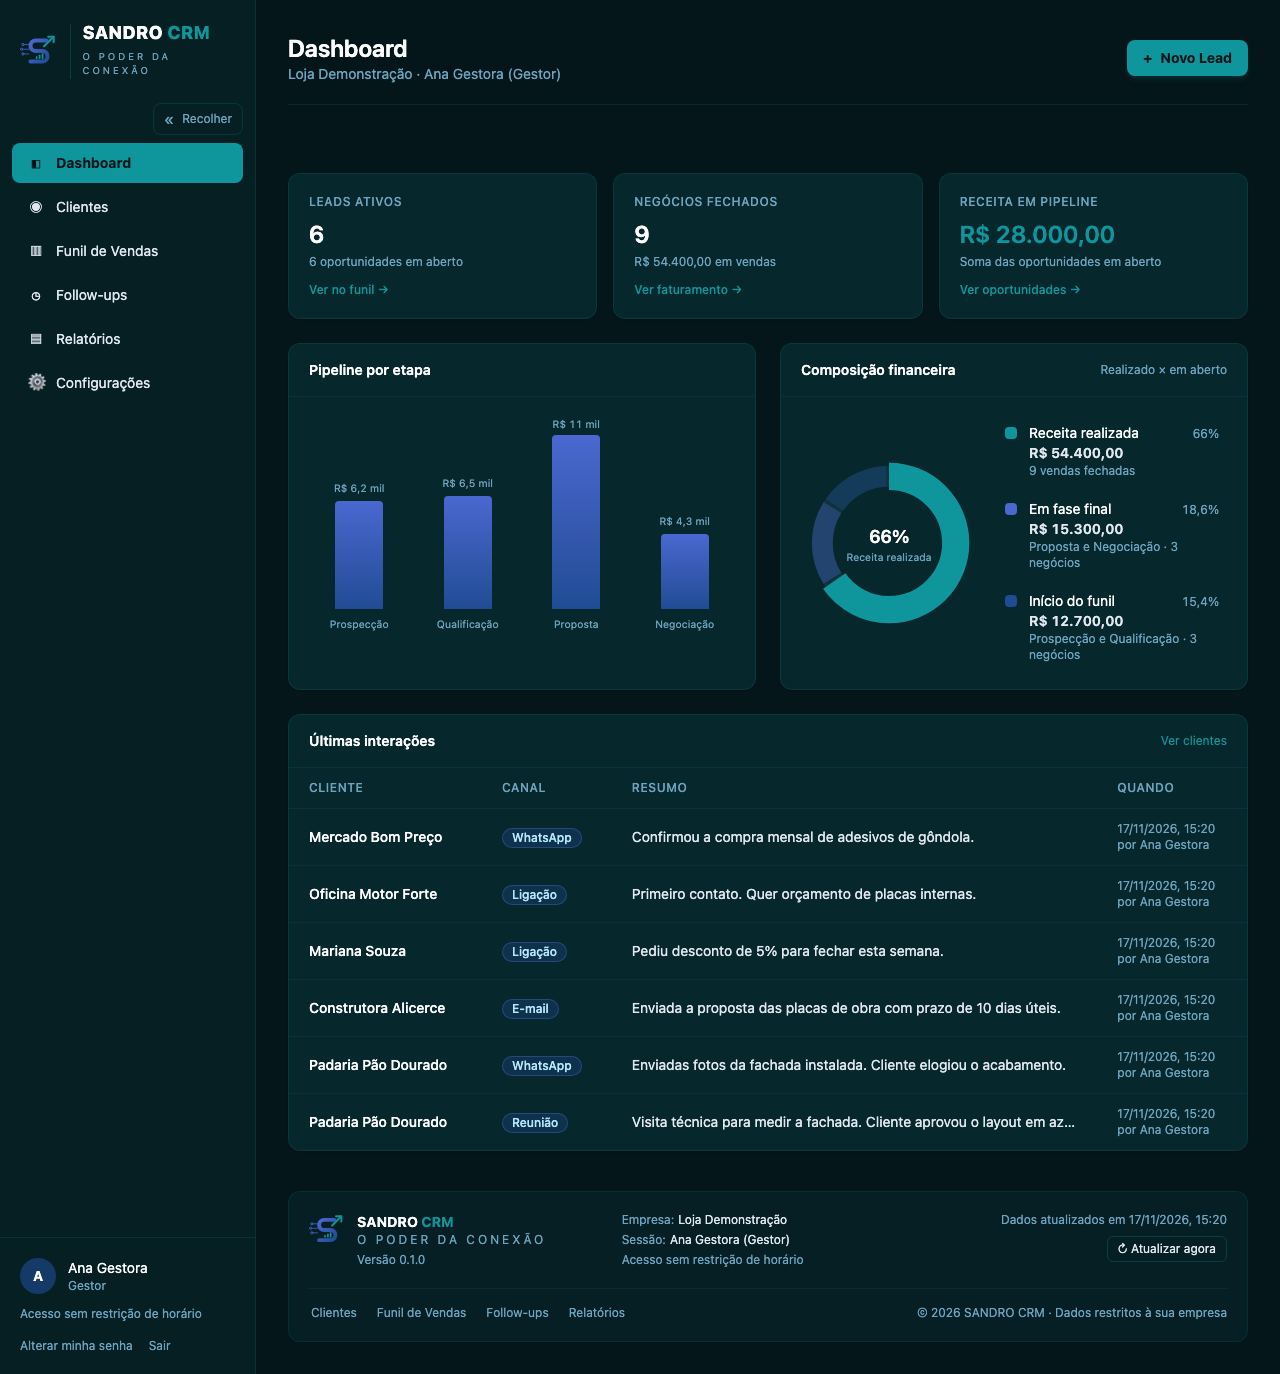 SANDRO CRM
O PODER DA
CONEXÃO
« Recolher
Dashboard
Clientes
Funil de Vendas
Follow-ups
Relatórios
Configurações
Ana Gestora
A
Gestor
Acesso sem restrição de horário
Alterar minha senha Sair
Dashboard
Loja Demonstração · Ana Gestora (Gestor)
+ Novo Lead
LEADS ATIVOS
6
6 oportunidades em aberto
Ver no funil →
NEGÓCIOS FECHADOS
9
R$ 54.400,00 em vendas
Ver faturamento →
RECEITA EM PIPELINE
R$ 28.000,00
Soma das oportunidades em aberto
Ver oportunidades →
Pipeline por etapa
R$ 6,2 mil
R$ 6,5 mil
R$ 11 mil
R$ 4,3 mil
Prospecção
Qualificação
Proposta
Negociação
Composição financeira
Realizado × em aberto
66%
Receita realizada
Receita realizada 66%
R$ 54.400,00
9 vendas fechadas
Em fase final 18,6%
R$ 15.300,00
Proposta e Negociação · 3
negócios
Início do funil 15,4%
R$ 12.700,00
Prospecção e Qualificação · 3
negócios
Últimas interações
Ver clientes
CLIENTE CANAL RESUMO QUANDO
Mercado Bom Preço WhatsApp Confirmou a compra mensal de adesivos de gôndola. 17/11/2026, 15:20
por Ana Gestora
Oficina Motor Forte Ligação Primeiro contato. Quer orçamento de placas internas. 17/11/2026, 15:20
por Ana Gestora
Mariana Souza Ligação Pediu desconto de 5% para fechar esta semana. 17/11/2026, 15:20
por Ana Gestora
Construtora Alicerce E-mail Enviada a proposta das placas de obra com prazo de 10 dias úteis. 17/11/2026, 15:20
por Ana Gestora
Padaria Pão Dourado WhatsApp Enviadas fotos da fachada instalada. Cliente elogiou o acabamento. 17/11/2026, 15:20
por Ana Gestora
Padaria Pão Dourado Reunião Visita técnica para medir a fachada. Cliente aprovou o layout em az... 17/11/2026, 15:20
por Ana Gestora
SANDRO CRM
O PODER DA CONEXÃO
Versão 0.1.0
Empresa: Loja Demonstração
Sessão: Ana Gestora (Gestor)
Acesso sem restrição de horário
Dados atualizados em 17/11/2026, 15:20
↻ Atualizar agora
Clientes Funil de Vendas Follow-ups Relatórios
© 2026 SANDRO CRM · Dados restritos à sua empresa